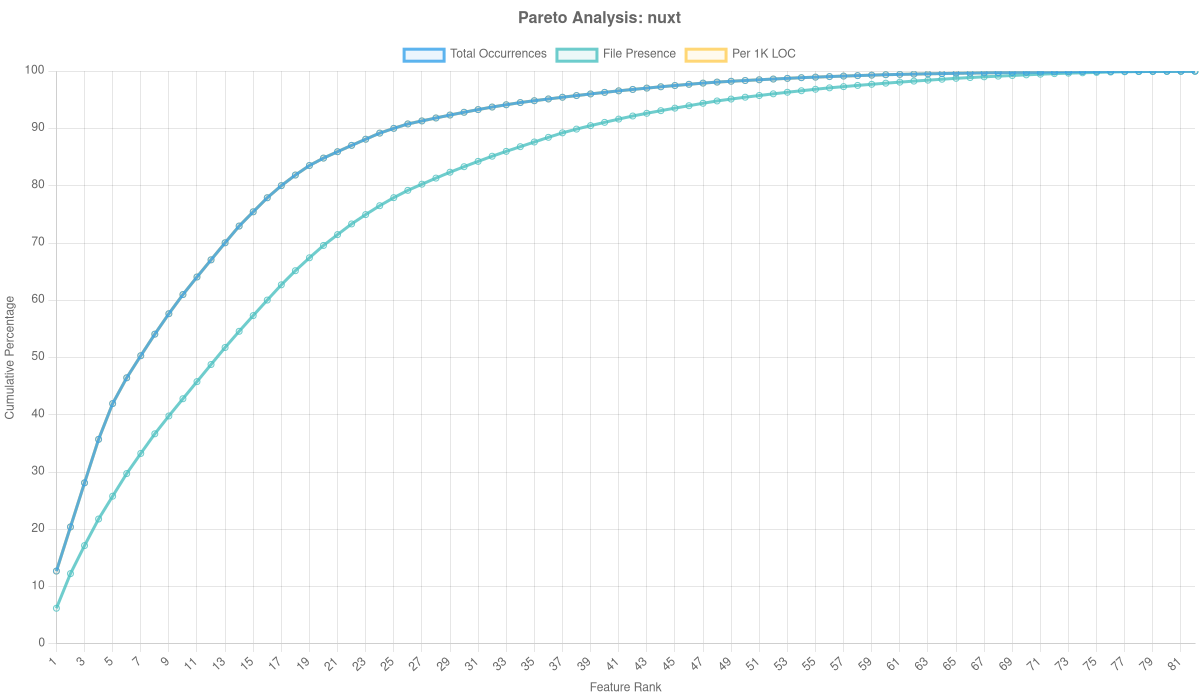 Pareto Analysis: nuxt
Total Occurrences File Presence Per 1K LOC
100
90
80
70
60
50
40
30
20
10
0
Cumulative Percentage
1 3 5 7 9 11 13 15 17 19 21 23 25 27 29 31 33 35 37 39 41 43 45 47 49 51 53 55 57 59 61 63 65 67 69 71 73 75 77 79 81
Feature Rank